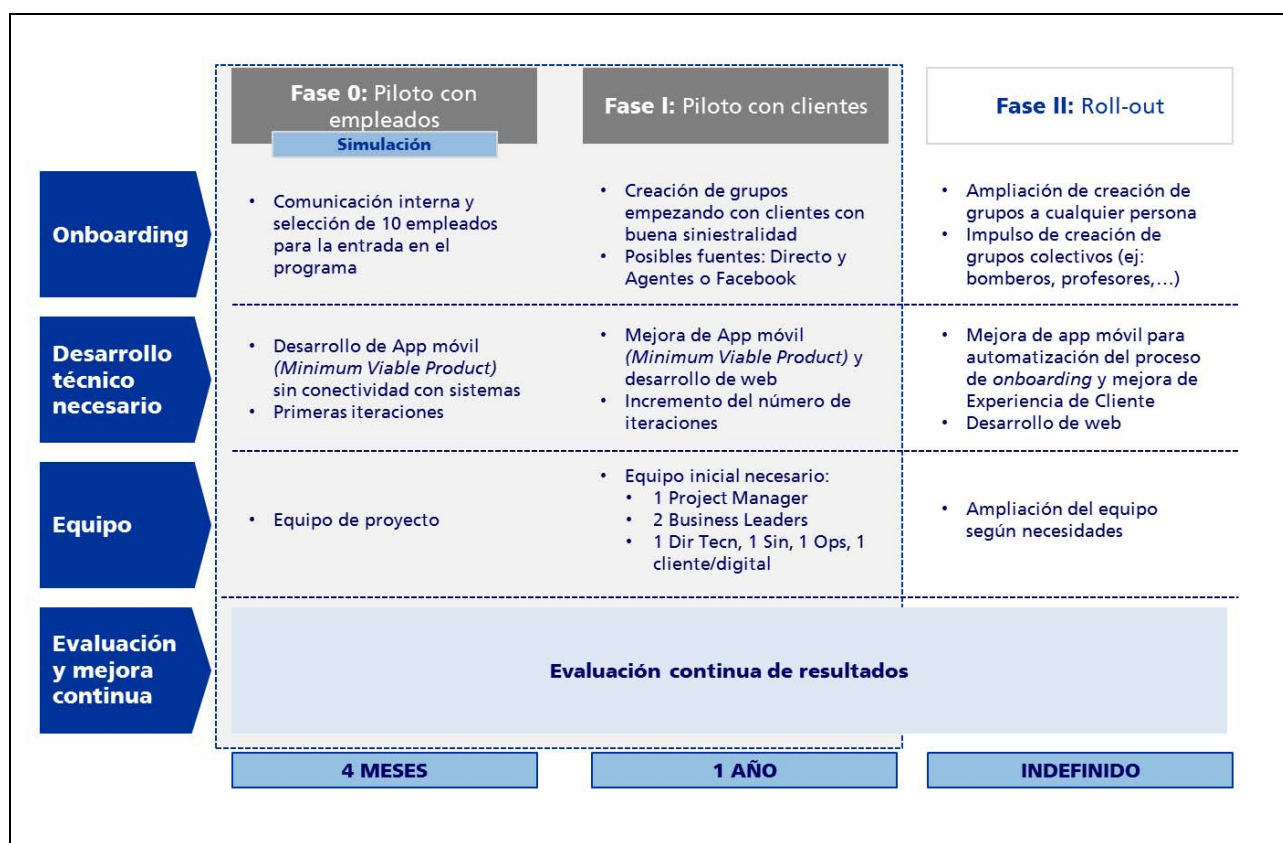 Fase 0: Piloto con
empleados
Simulación
Fase I: Piloto con clientes
Fase II: Roll-out
Onboarding
• Comunicación interna y
selección de 10 empleados
para la entrada en el
programa
• Creación de grupos
empezando con clientes con
buena siniestralidad
• Posibles fuentes: Directo y
Agentes o Facebook
• Ampliación de creación de
grupos a cualquier persona
• Impulso de creación de
grupos colectivos (ej:
bomberos, profesores,...)
Desarrollo
técnico
necesario
• Desarrollo de App móvil
(Minimum Viable Product)
sin conectividad con sistemas
• Primeras iteraciones
• Mejora de App móvil
(Minimum Viable Product) y
desarrollo de web
• Incremento del número de
iteraciones
• Mejora de app móvil para
automatización del proceso
de onboarding y mejora de
Experiencia de Cliente
• Desarrollo de web
Equipo
• Equipo de proyecto
• Equipo inicial necesario:
• 1 Project Manager
• 2 Business Leaders
• 1 Dir Tecn, 1 Sin, 1 Ops, 1
cliente/digital
• Ampliación del equipo
según necesidades
Evaluación
y mejora
continua
Evaluación continua de resultados
4 MESES
1 AÑO
INDEFINIDO